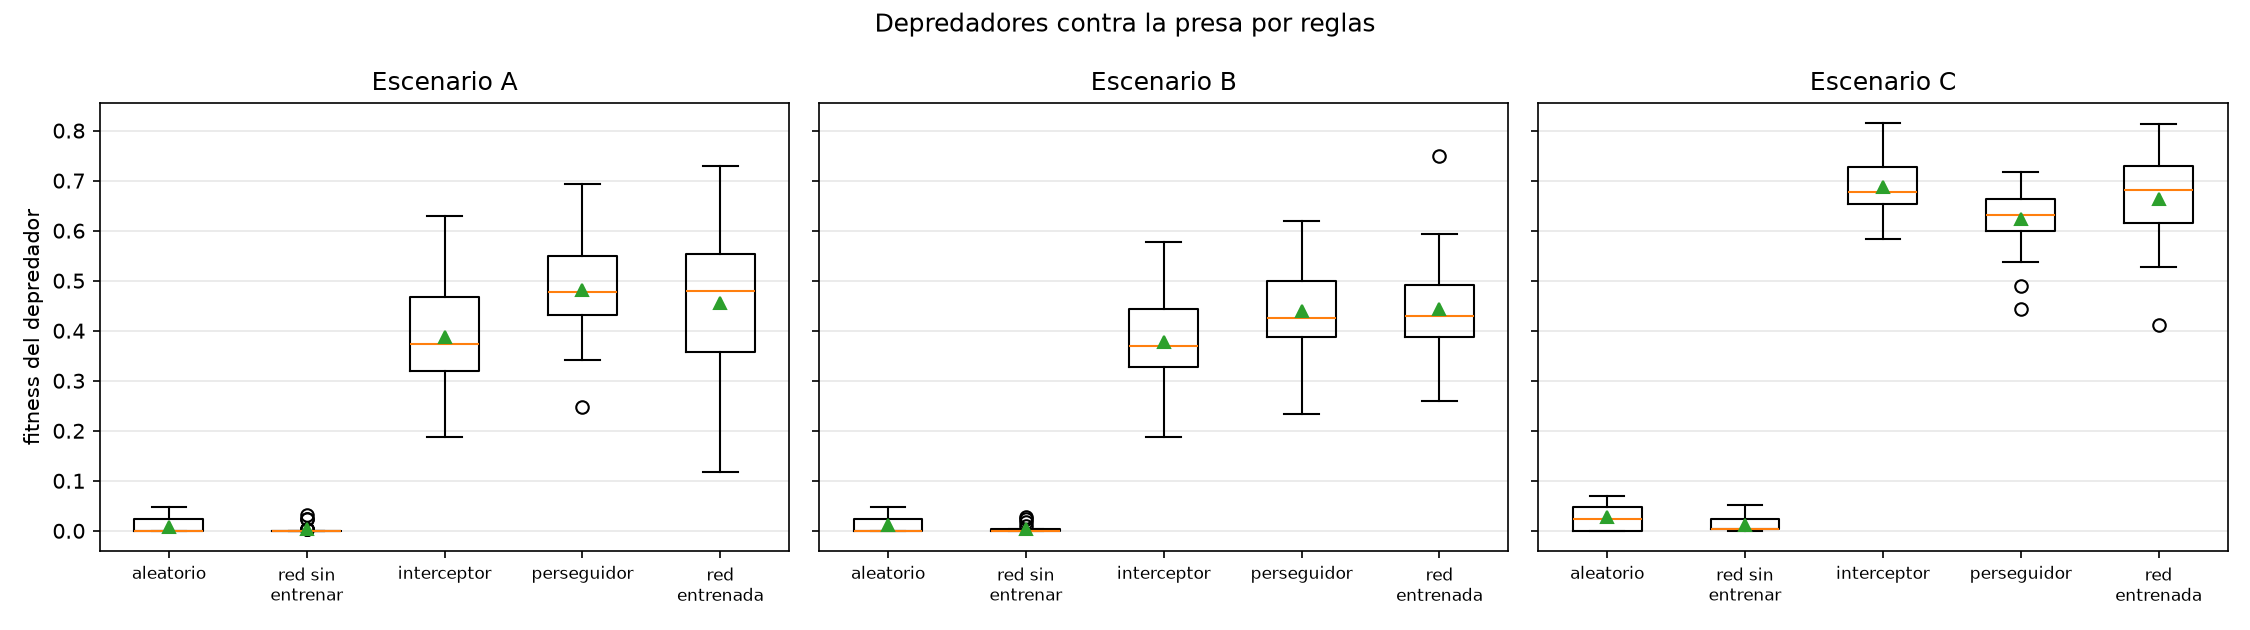 Depredadores contra la presa por reglas
Escenario A
Escenario B
Escenario C
fitness del depredador
0.8
0.7
0.6
0.5
0.4
0.3
0.2
0.1
0.0
aleatorio
red sin
entrenar
interceptor
perseguidor
red
entrenada
aleatorio
red sin
entrenar
interceptor
perseguidor
red
entrenada
aleatorio
red sin
entrenar
interceptor
perseguidor
red
entrenada